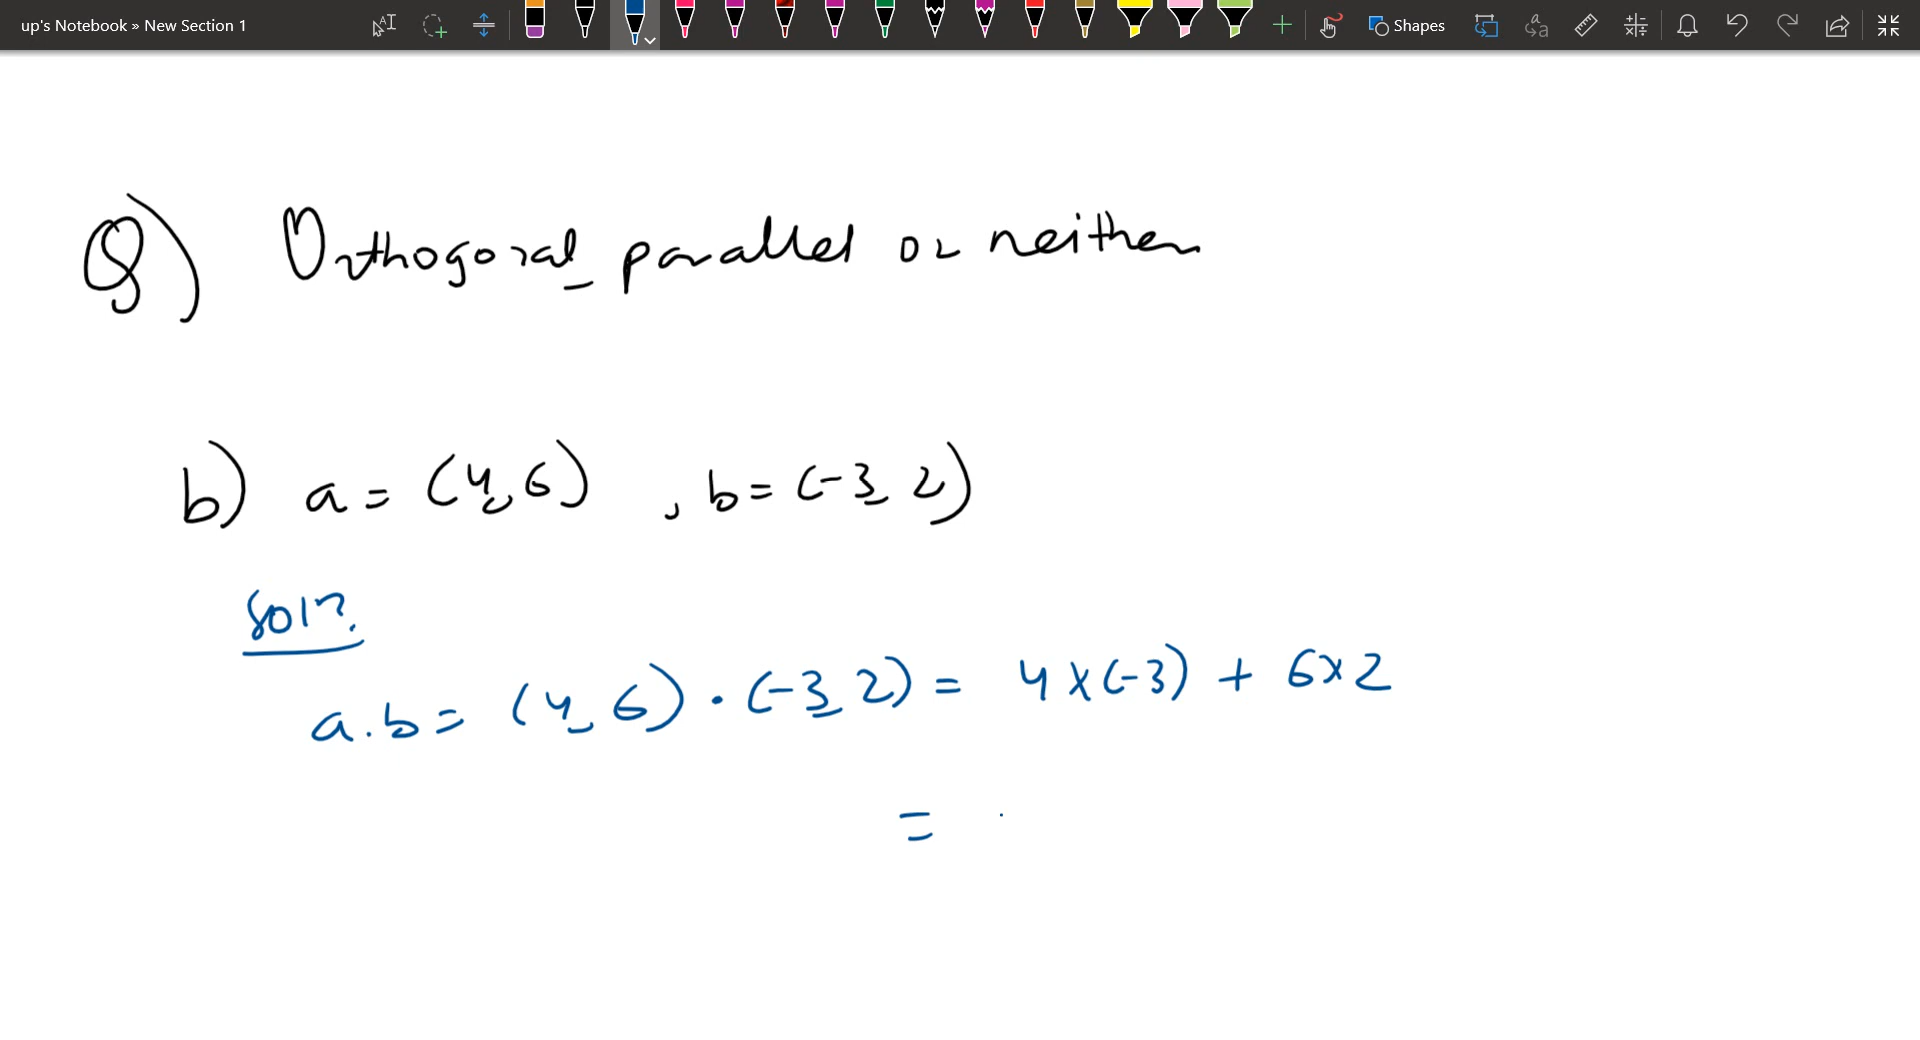 up's Notebook » New Section 1 Shapes
Q) Orthogonal, parallel or neither
b) a = (4, 6) , b = (-3, 2)
Soln.
a.b = (4, 6) · (-3, 2) = 4 × (-3) + 6 × 2
=